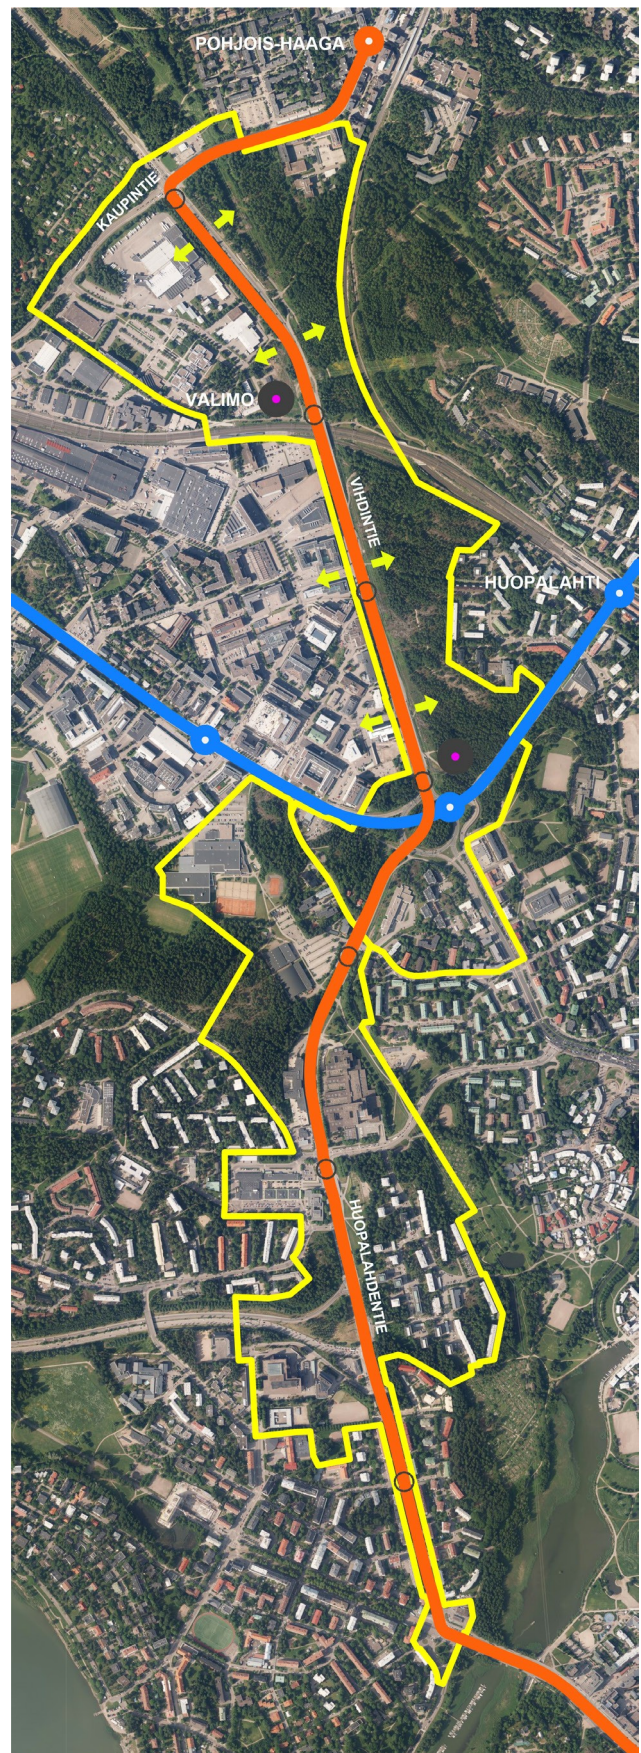 POHJOIS-HAAGA
KAUPINTIE
VALIMO
VIHDINTIE
HUOPALAHTI
HUOPALAHDENTIE